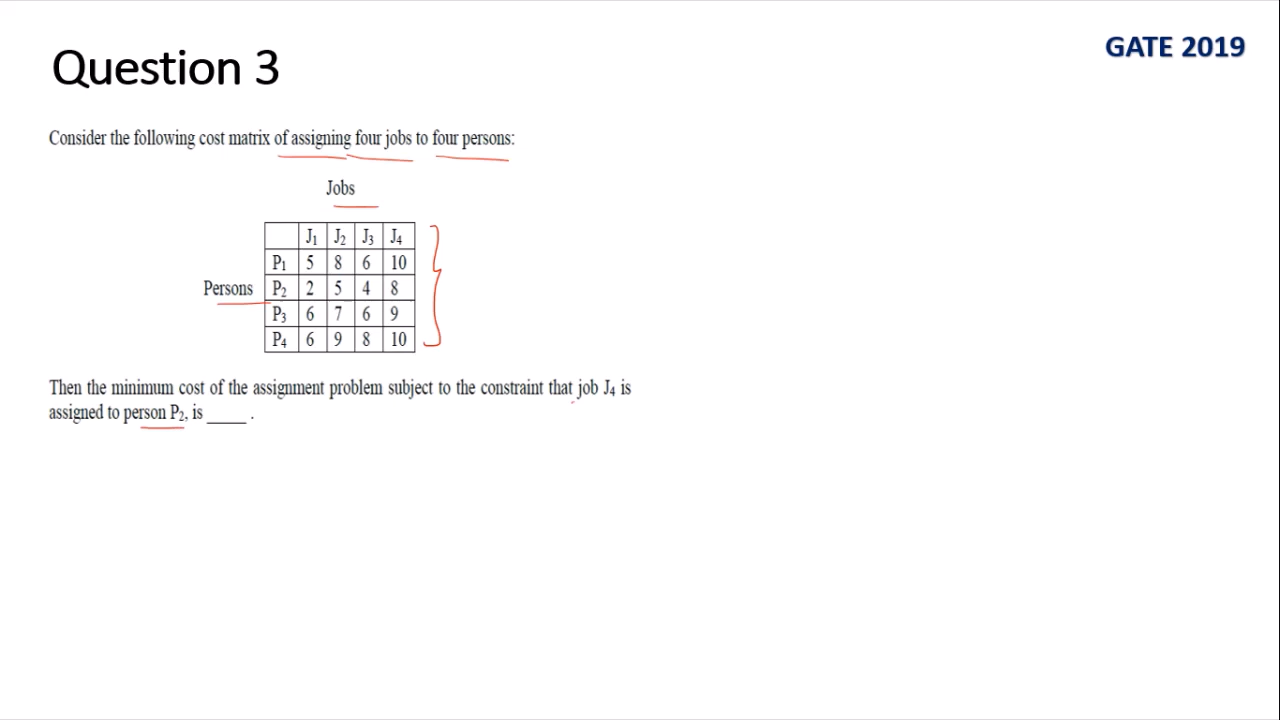 Question 3
GATE 2019
Consider the following cost matrix of assigning four jobs to four persons:
Jobs
J₁ J₂ J₃ J₄
P₁ 5 8 6 10
Persons P₂ 2 5 4 8
P₃ 6 7 6 9
P₄ 6 9 8 10
Then the minimum cost of the assignment problem subject to the constraint that job J₄ is
assigned to person P₂, is ____ .